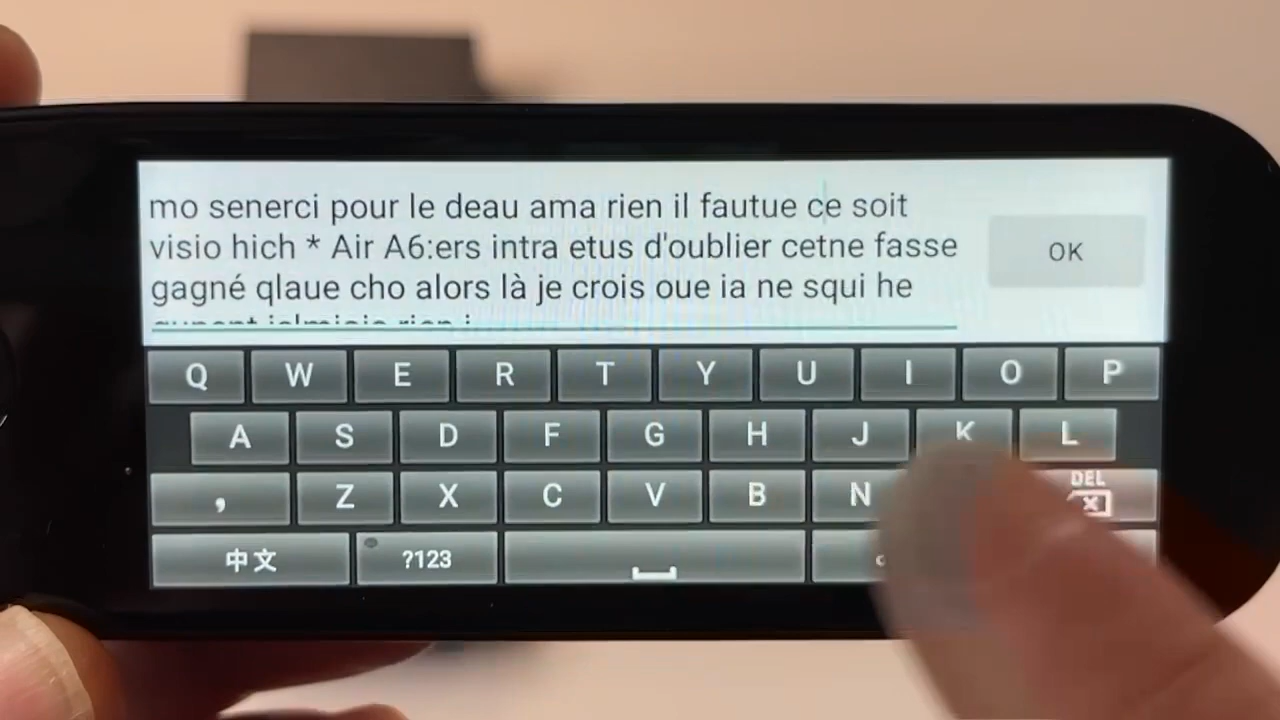 mo senerci pour le deau ama rien il fautue ce soit
visio hich * Air A6:ers intra etus d'oublier cetne fasse
gagné qlaue cho alors là je crois oue ia ne squi he
OK
Q W E R T Y U I O P
A S D F G H J K L
, Z X C V B N DEL
中文 ?123